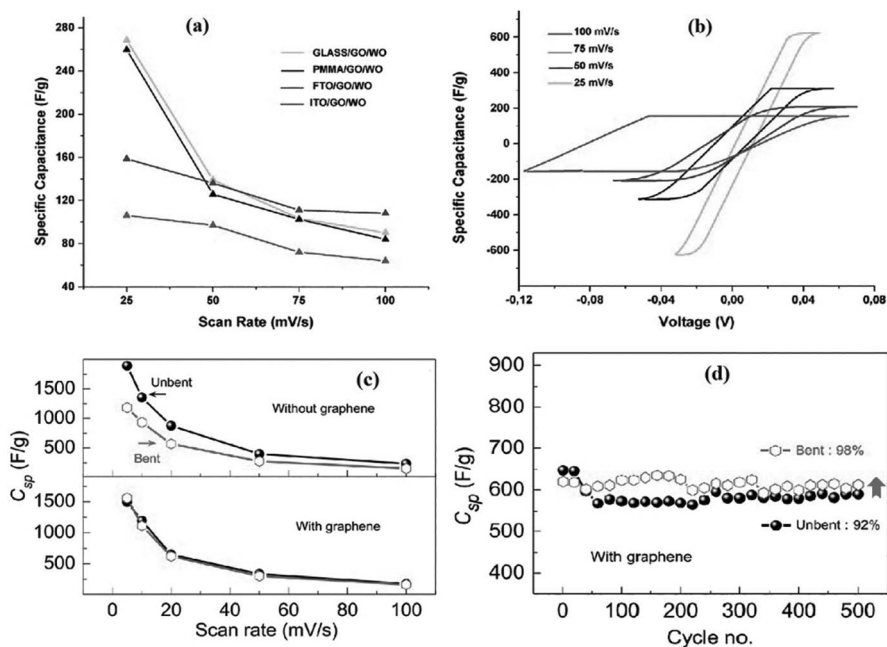 (a)
GLASS/GO/WO
PMMA/GO/WO
FTO/GO/WO
ITO/GO/WO
Specific Capacitance (F/g)
280
240
200
160
120
80
40
25
50
75
100
Scan Rate (mV/s)
(b)
100 mV/s
75 mV/s
50 mV/s
25 mV/s
Specific Capacitance (F/g)
600
400
200
0
-200
-400
-600
-0,12
-0,08
-0,04
0,00
0,04
0,08
Voltage (V)
(c)
Unbent
Bent
Without graphene
With graphene
Csp (F/g)
1500
1000
500
1500
1000
500
0
20
40
60
80
100
Scan rate (mV/s)
(d)
Bent : 98%
Unbent : 92%
With graphene
Csp (F/g)
900
800
700
600
500
400
0
100
200
300
400
500
Cycle no.